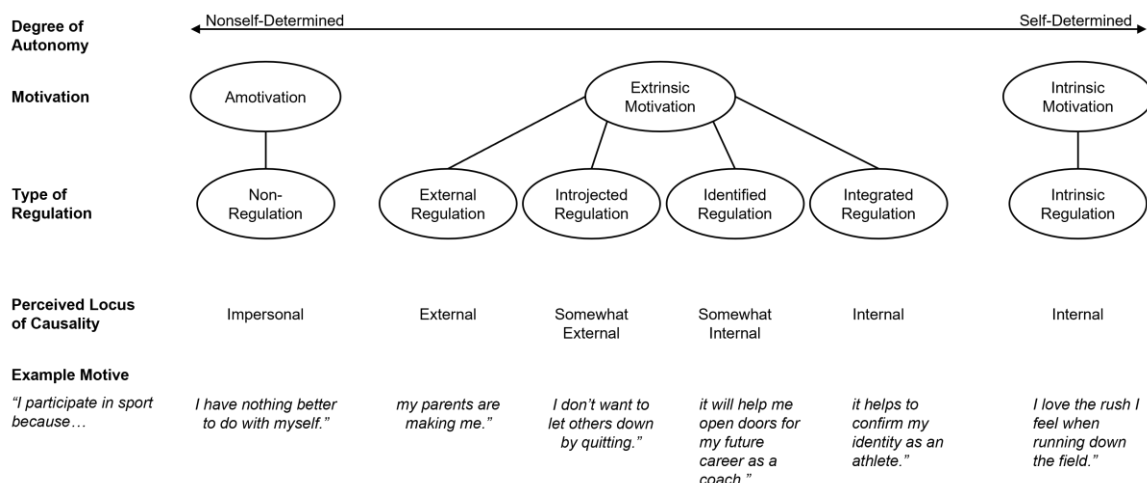 Degree of
Autonomy
Nonself-Determined
Self-Determined
Motivation
Amotivation
Extrinsic
Motivation
Intrinsic
Motivation
Type of
Regulation
Non-
Regulation
External
Regulation
Introjected
Regulation
Identified
Regulation
Integrated
Regulation
Intrinsic
Regulation
Perceived Locus
of Causality
Impersonal
External
Somewhat
External
Somewhat
Internal
Internal
Internal
Example Motive
“I participate in sport
because…
I have nothing better
to do with myself.”
my parents are
making me.”
I don’t want to
let others down
by quitting.”
it will help me
open doors for
my future
career as a
coach.”
it helps to
confirm my
identity as an
athlete.”
I love the rush I
feel when
running down
the field.”